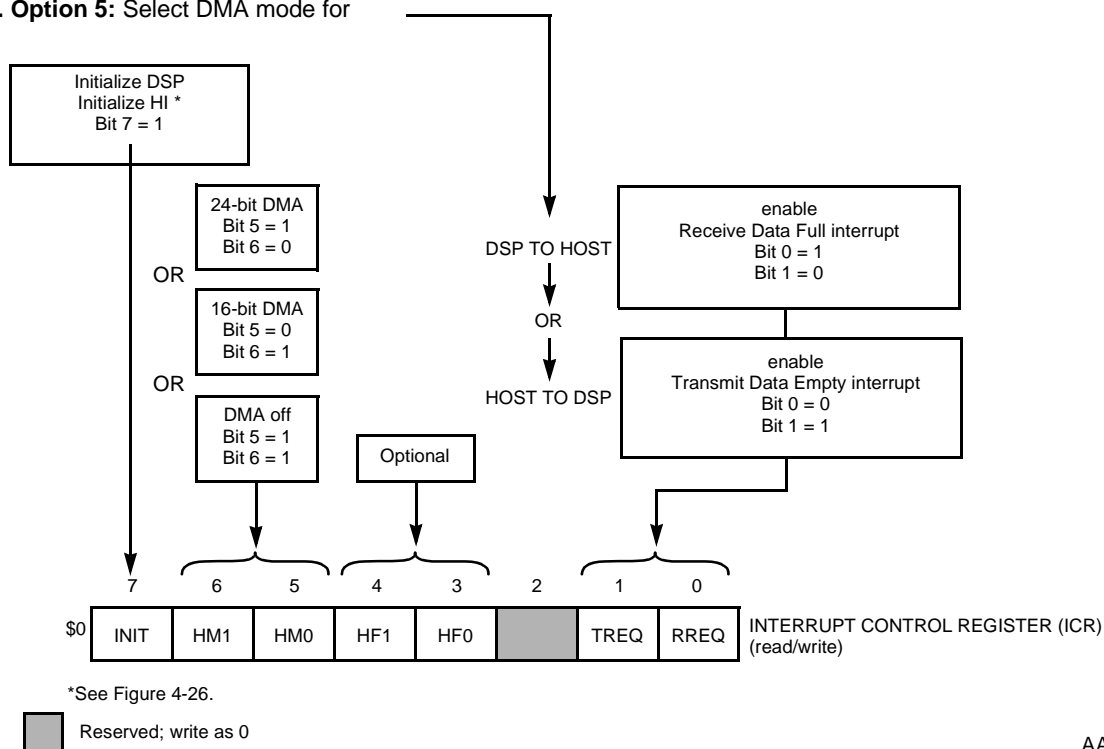 . Option 5: Select DMA mode for
Initialize DSP
Initialize HI *
Bit 7 = 1
24-bit DMA
Bit 5 = 1
Bit 6 = 0
OR
16-bit DMA
Bit 5 = 0
Bit 6 = 1
OR
DMA off
Bit 5 = 1
Bit 6 = 1
Optional
DSP TO HOST
OR
HOST TO DSP
enable
Receive Data Full interrupt
Bit 0 = 1
Bit 1 = 0
enable
Transmit Data Empty interrupt
Bit 0 = 0
Bit 1 = 1
7 6 5 4 3 2 1 0
$0 INIT HM1 HM0 HF1 HF0 TREQ RREQ
INTERRUPT CONTROL REGISTER (ICR)
(read/write)
*See Figure 4-26.
Reserved; write as 0
AA